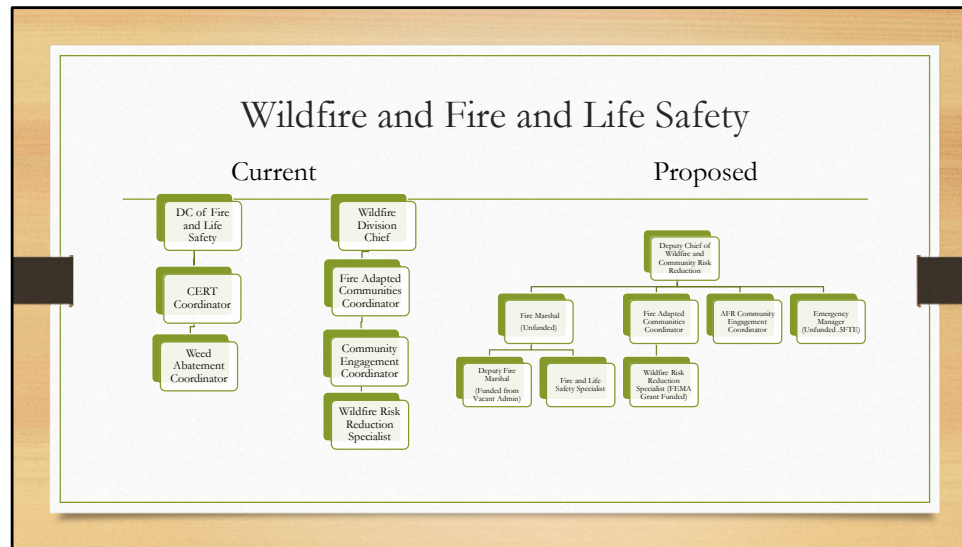 Wildfire and Fire and Life Safety
Current
DC of Fire
and Life
Safety
CERT
Coordinator
Weed
Abatement
Coordinator
Wildfire
Division
Chief
Fire Adapted
Communities
Coordinator
Community
Engagement
Coordinator
Wildfire Risk
Reduction
Specialist
Proposed
Deputy Chief of
Wildfire and
Community Risk
Reduction
Fire Marshal
(Unfunded)
Fire Adapted
Communities
Coordinator
AFR Community
Engagement
Coordinator
Emergency
Manager
(Unfunded .5FTE)
Deputy Fire
Marshal
(Funded from
Vacant Admin)
Fire and Life
Safety Specialist
Wildfire Risk
Reduction
Specialist (FEMA
Grant Funded)